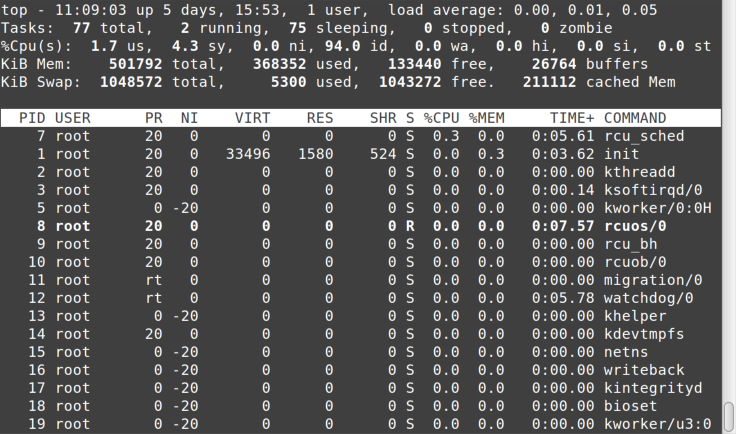 top - 11:09:03 up 5 days, 15:53,  1 user,  load average: 0.00, 0.01, 0.05
Tasks:  77 total,   2 running,  75 sleeping,   0 stopped,   0 zombie
%Cpu(s):  1.7 us,  4.3 sy,  0.0 ni, 94.0 id,  0.0 wa,  0.0 hi,  0.0 si,  0.0 st
KiB Mem:    501792 total,   368352 used,   133440 free,    26764 buffers
KiB Swap:  1048572 total,     5300 used,  1043272 free.   211112 cached Mem
PID USER      PR  NI    VIRT    RES    SHR S %CPU %MEM     TIME+ COMMAND
7 root      20   0       0      0      0 S  0.3  0.0   0:05.61 rcu_sched
1 root      20   0   33496   1580    524 S  0.0  0.3   0:03.62 init
2 root      20   0       0      0      0 S  0.0  0.0   0:00.00 kthreadd
3 root      20   0       0      0      0 S  0.0  0.0   0:00.14 ksoftirqd/0
5 root       0 -20       0      0      0 S  0.0  0.0   0:00.00 kworker/0:0H
8 root      20   0       0      0      0 R  0.0  0.0   0:07.57 rcuos/0
9 root      20   0       0      0      0 S  0.0  0.0   0:00.00 rcu_bh
10 root      20   0       0      0      0 S  0.0  0.0   0:00.00 rcuob/0
11 root      rt   0       0      0      0 S  0.0  0.0   0:00.00 migration/0
12 root      rt   0       0      0      0 S  0.0  0.0   0:05.78 watchdog/0
13 root       0 -20       0      0      0 S  0.0  0.0   0:00.00 khelper
14 root      20   0       0      0      0 S  0.0  0.0   0:00.00 kdevtmpfs
15 root       0 -20       0      0      0 S  0.0  0.0   0:00.00 netns
16 root       0 -20       0      0      0 S  0.0  0.0   0:00.00 writeback
17 root       0 -20       0      0      0 S  0.0  0.0   0:00.00 kintegrityd
18 root       0 -20       0      0      0 S  0.0  0.0   0:00.00 bioset
19 root       0 -20       0      0      0 S  0.0  0.0   0:00.00 kworker/u3:0